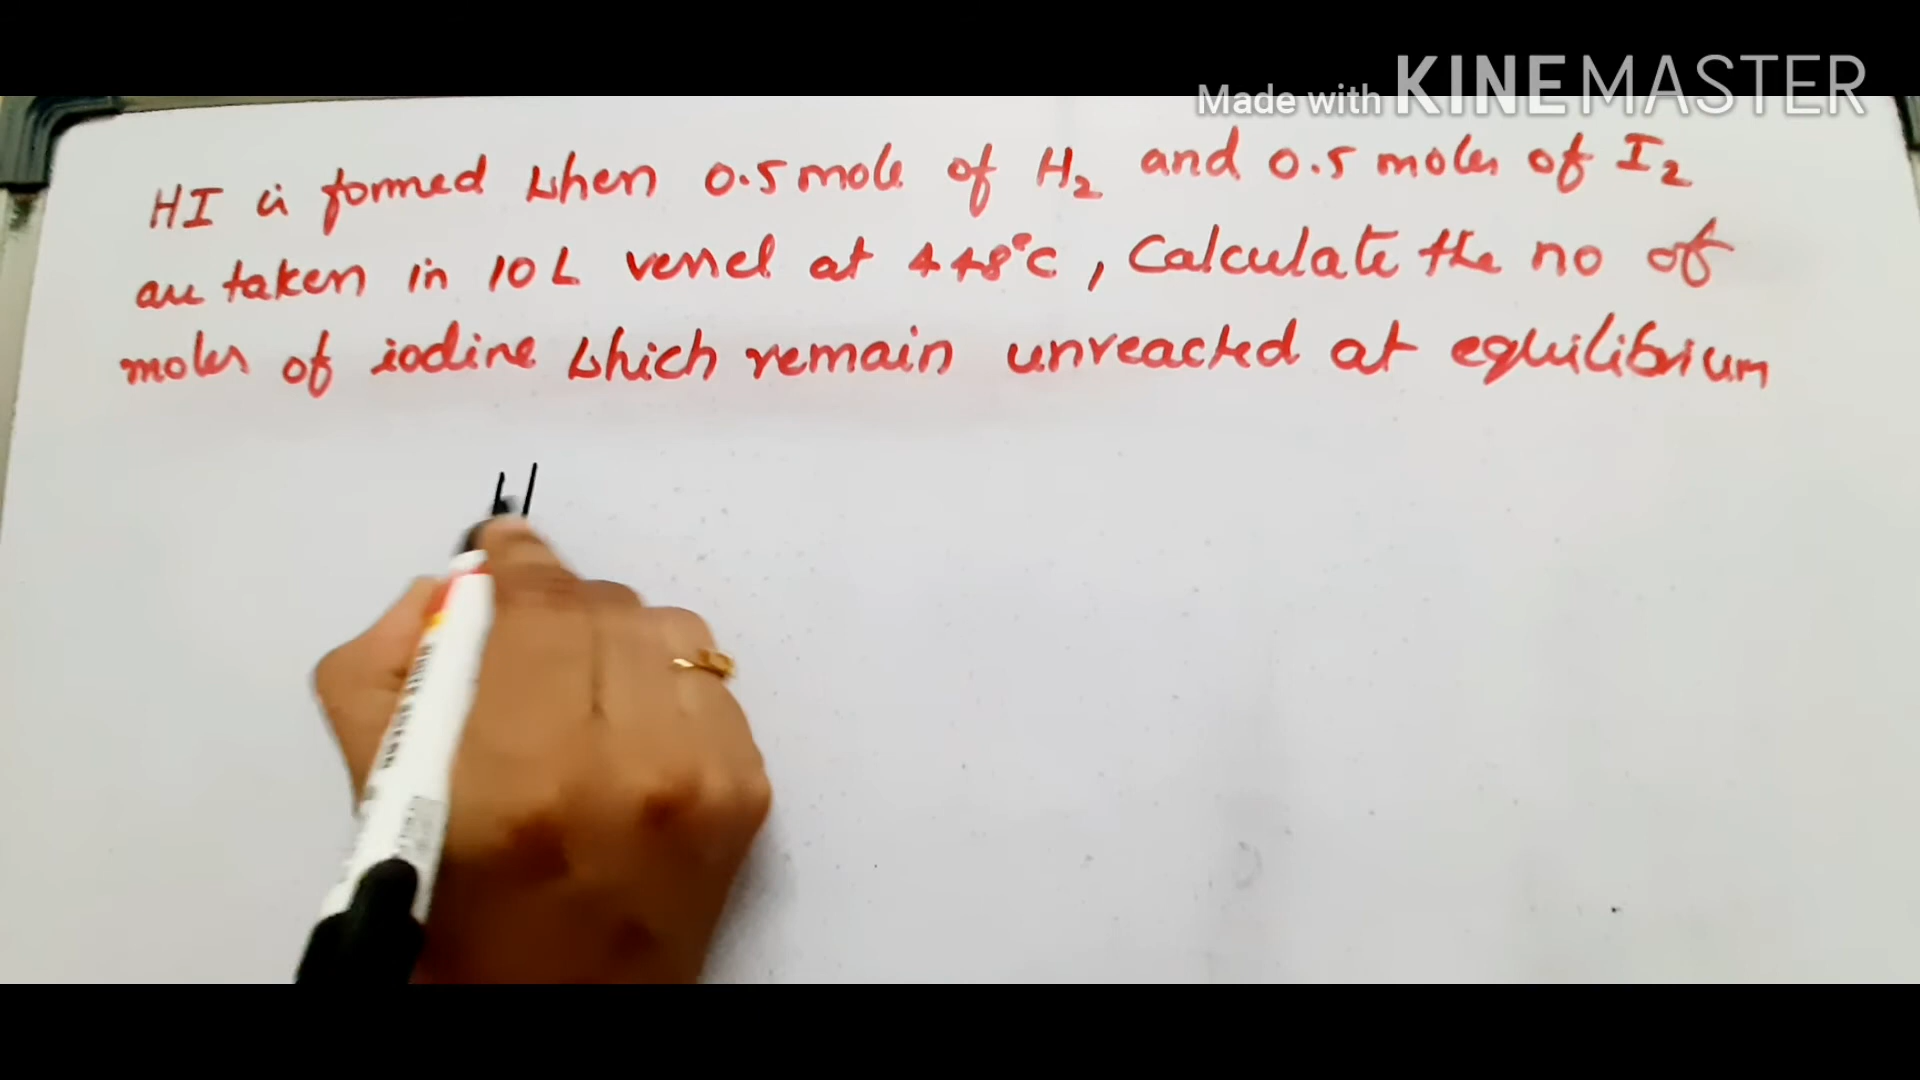 Made with KINEMASTER
HI is formed when 0.5 mole of H₂ and 0.5 moles of I₂
are taken in 10 L vessel at 448°C, Calculate the no of
moles of iodine which remain unreacted at equilibrium